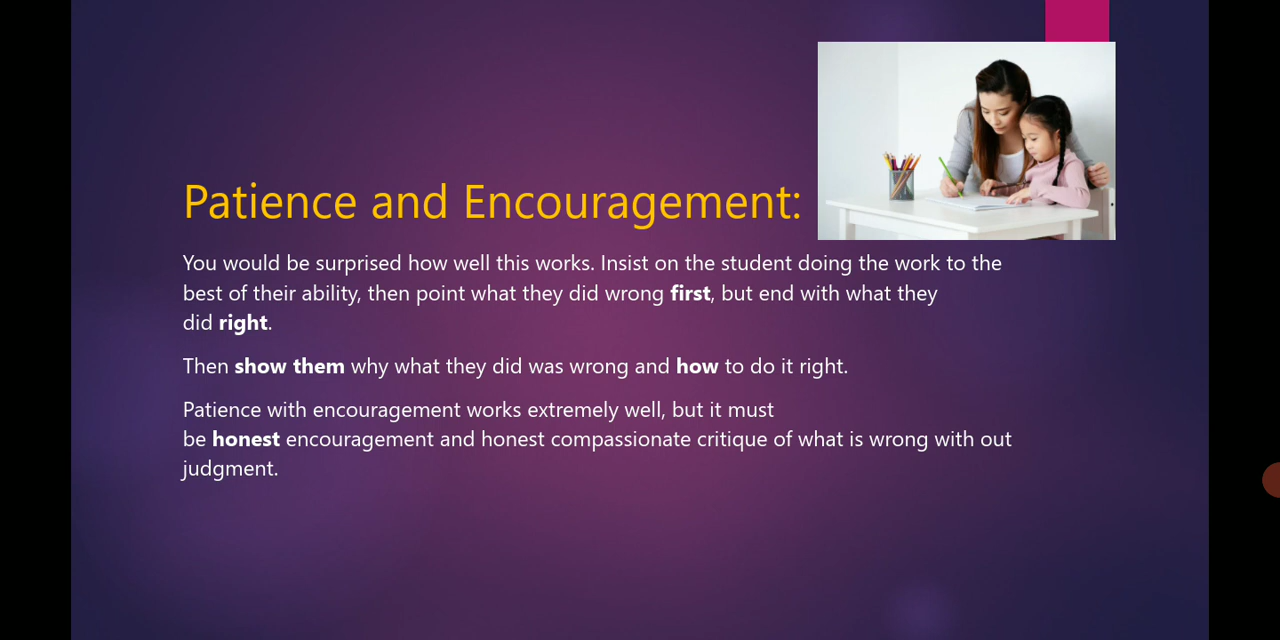 Patience and Encouragement:
You would be surprised how well this works. Insist on the student doing the work to the
best of their ability, then point what they did wrong first, but end with what they
did right.
Then show them why what they did was wrong and how to do it right.
Patience with encouragement works extremely well, but it must
be honest encouragement and honest compassionate critique of what is wrong with out
judgment.